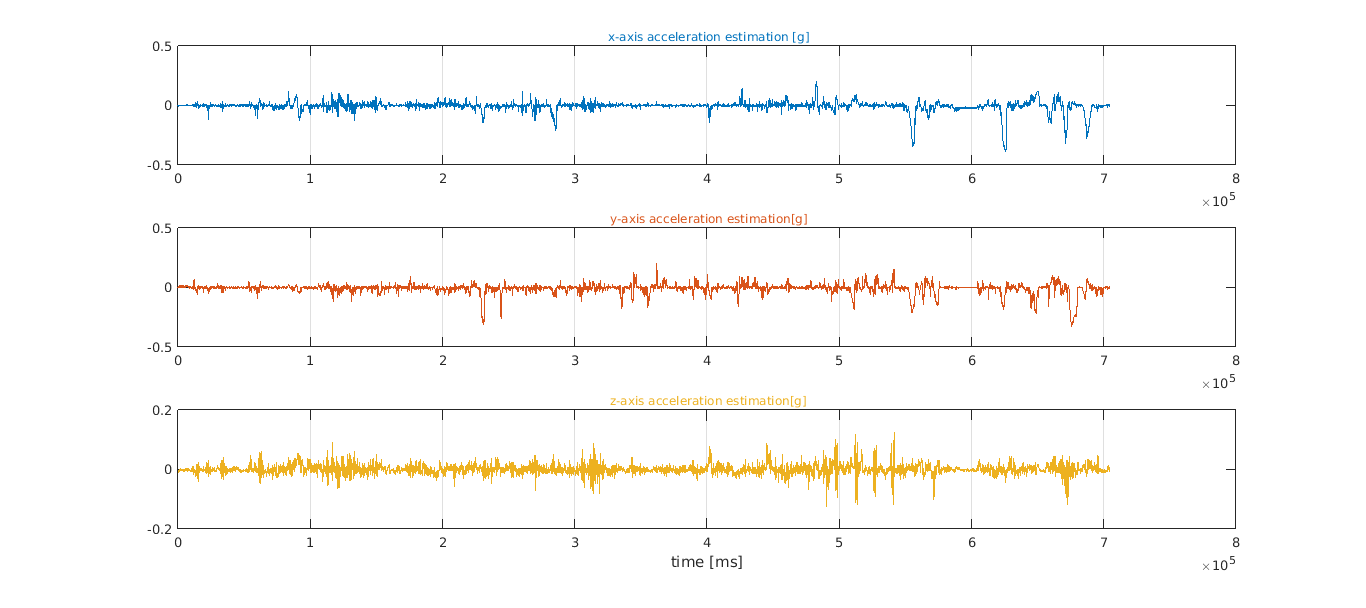 x-axis acceleration estimation [g]
0.5
0
-0.5
0 1 2 3 4 5 6 7 8
×10^5
y-axis acceleration estimation[g]
0.5
0
-0.5
0 1 2 3 4 5 6 7 8
×10^5
z-axis acceleration estimation[g]
0.2
0
-0.2
0 1 2 3 4 5 6 7 8
time [ms]
×10^5